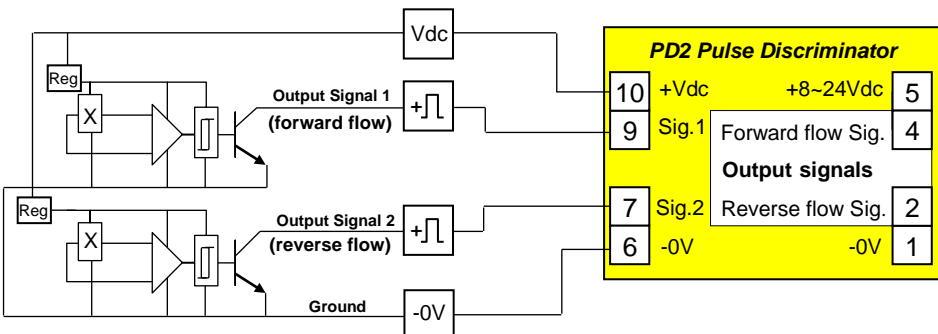 Vdc
PD2 Pulse Discriminator
Reg
10 +Vdc +8~24Vdc 5
X
Output Signal 1
(forward flow)
+
9 Sig.1 Forward flow Sig. 4
Output signals
Reg
7 Sig.2 Reverse flow Sig. 2
X
Output Signal 2
(reverse flow)
+
6 -0V -0V 1
Ground
-0V